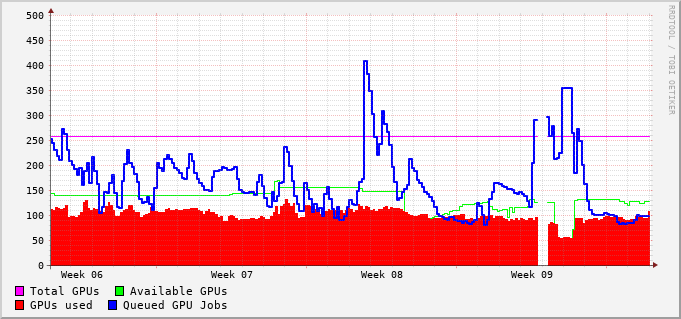 500
450
400
350
300
250
200
150
100
50
0
Week 06 Week 07 Week 08 Week 09
Total GPUs Available GPUs
GPUs used Queued GPU Jobs
RRDTOOL / TOBI OETIKER